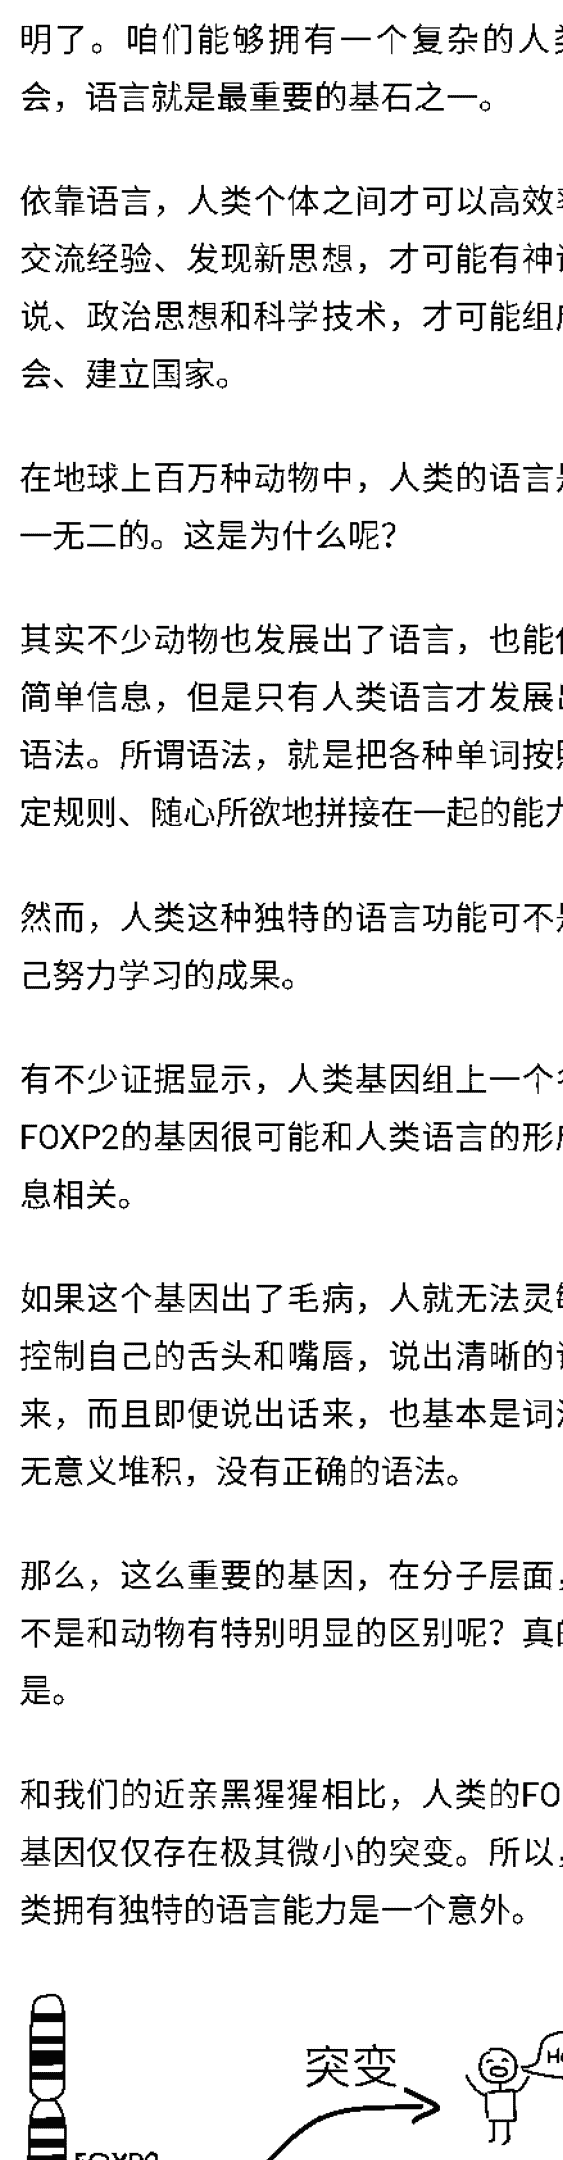 明了。咱们能够拥有一个复杂的人类
会，语言就是最重要的基石之一。
依靠语言，人类个体之间才可以高效率
交流经验、发现新思想，才可能有神
说、政治思想和科学技术，才可能组
会、建立国家。
在地球上百万种动物中，人类的语言是
一无二的。这是为什么呢？
其实不少动物也发展出了语言，也能
简单信息，但是只有人类语言才发展出
语法。所谓语法，就是把各种单词按照
定规则、随心所欲地拼接在一起的能力
然而，人类这种独特的语言功能可不是
己努力学习的成果。
有不少证据显示，人类基因组上一个
FOXP2的基因很可能和人类语言的形成
息相关。
如果这个基因出了毛病，人就无法灵敏
控制自己的舌头和嘴唇，说出清晰的
来，而且即便说出话来，也基本是词
无意义堆积，没有正确的语法。
那么，这么重要的基因，在分子层面，
不是和动物有特别明显的区别呢？真的
是。
和我们的近亲黑猩猩相比，人类的FO
基因仅仅存在极其微小的突变。所以，
类拥有独特的语言能力是一个意外。
突变
He
FOXP2